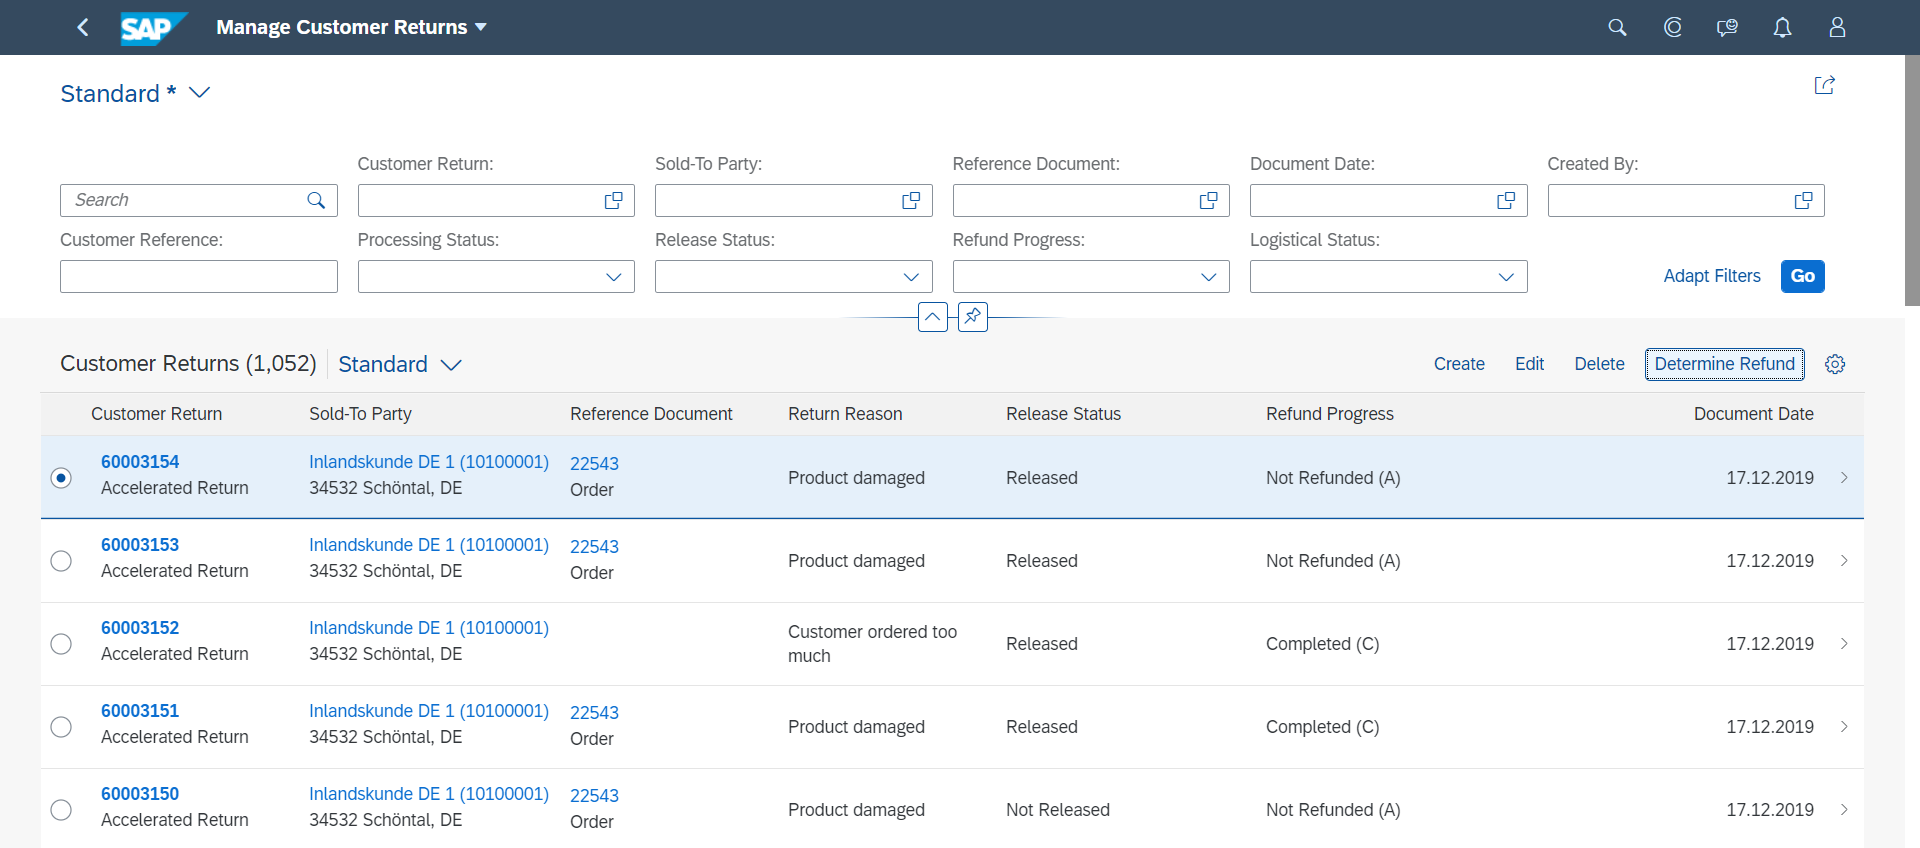 SAP Manage Customer Returns
Standard *
Customer Return: Sold-To Party: Reference Document: Document Date: Created By:
Search
Customer Reference: Processing Status: Release Status: Refund Progress: Logistical Status:
Adapt Filters Go
Customer Returns (1,052) Standard Create Edit Delete Determine Refund
Customer Return Sold-To Party Reference Document Return Reason Release Status Refund Progress Document Date
60003154 Inlandskunde DE 1 (10100001) 22543
Product damaged Released Not Refunded (A) 17.12.2019
Accelerated Return 34532 Schöntal, DE Order
60003153 Inlandskunde DE 1 (10100001) 22543
Product damaged Released Not Refunded (A) 17.12.2019
Accelerated Return 34532 Schöntal, DE Order
60003152 Inlandskunde DE 1 (10100001)
Customer ordered too
much
Released Completed (C) 17.12.2019
Accelerated Return 34532 Schöntal, DE
60003151 Inlandskunde DE 1 (10100001) 22543
Product damaged Released Completed (C) 17.12.2019
Accelerated Return 34532 Schöntal, DE Order
60003150 Inlandskunde DE 1 (10100001) 22543
Product damaged Not Released Not Refunded (A) 17.12.2019
Accelerated Return 34532 Schöntal, DE Order